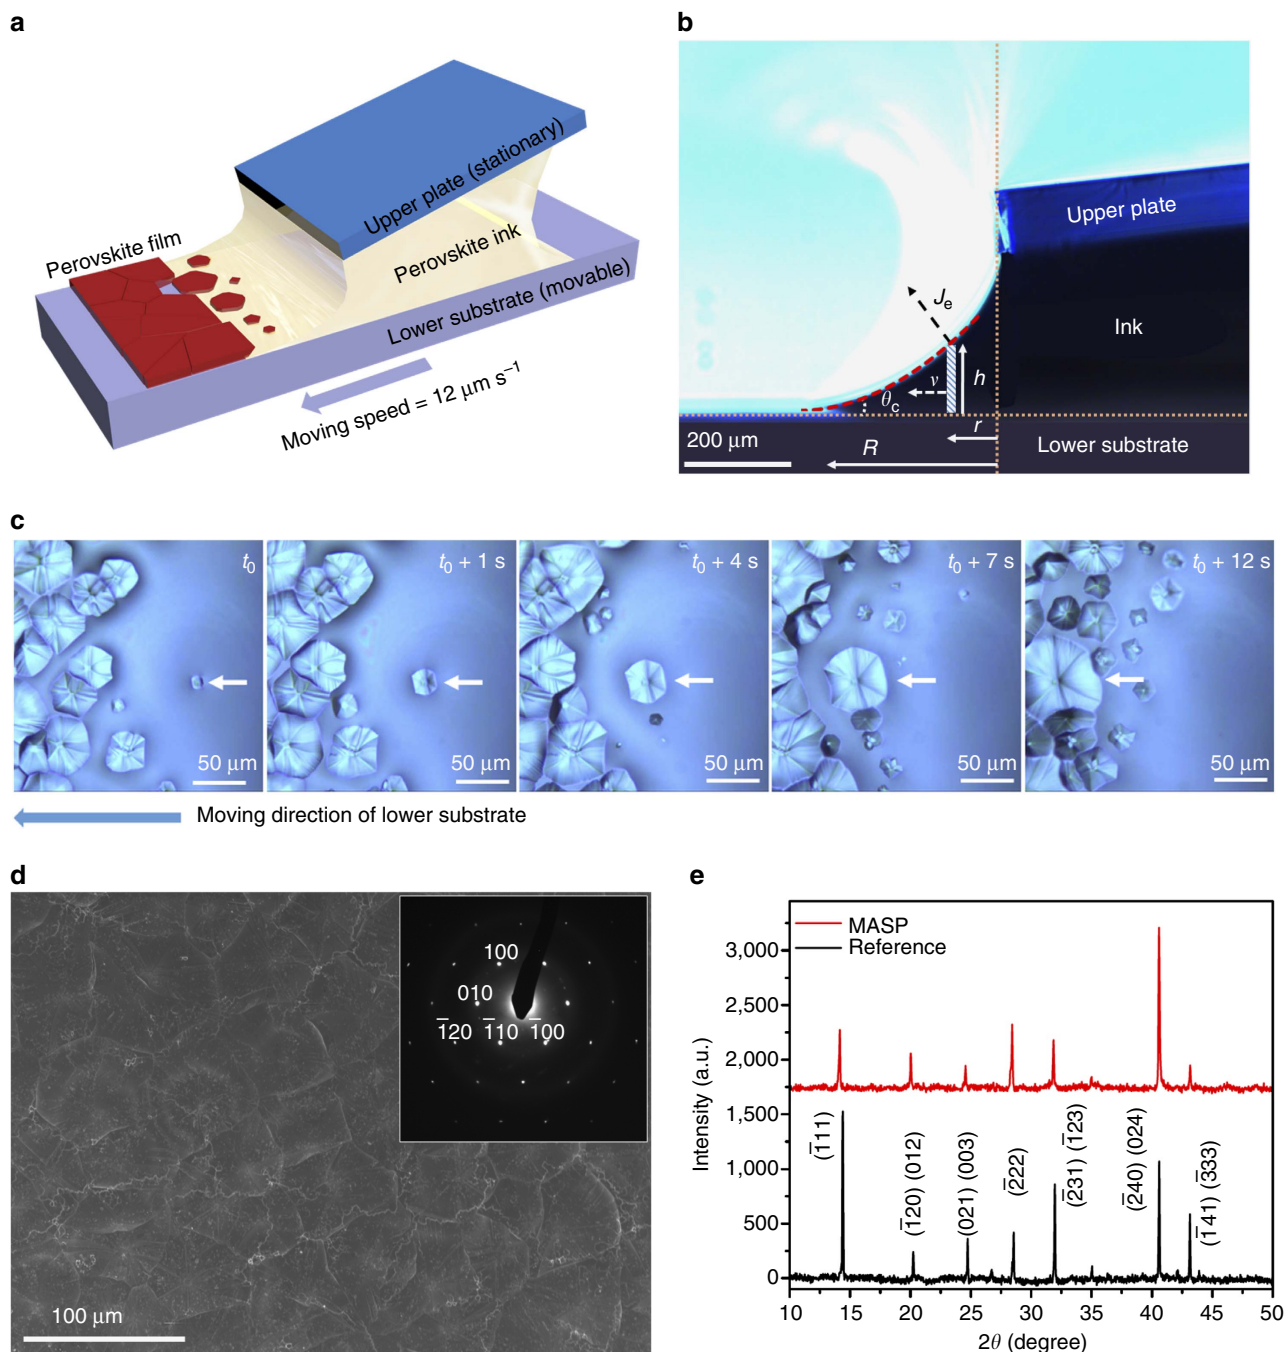 a
Upper plate (stationary)
Perovskite ink
Perovskite film
Lower substrate (movable)
Moving speed = 12 μm s⁻¹
b
Upper plate
Jₑ
Ink
v
h
θc
r
200 μm
R
Lower substrate
c
t₀
t₀ + 1 s
t₀ + 4 s
t₀ + 7 s
t₀ + 12 s
50 μm
50 μm
50 μm
50 μm
50 μm
Moving direction of lower substrate
d
100
010
1̅20 1̅10 1̅00
100 μm
e
MASP
Reference
Intensity (a.u.)
3,000
2,500
2,000
1,500
1,000
500
0
(1̅11)
(1̅20) (012)
(021) (003)
(2̅22)
(2̅31) (1̅23)
(2̅40) (024)
(1̅41) (3̅33)
10 15 20 25 30 35 40 45 50
2θ (degree)